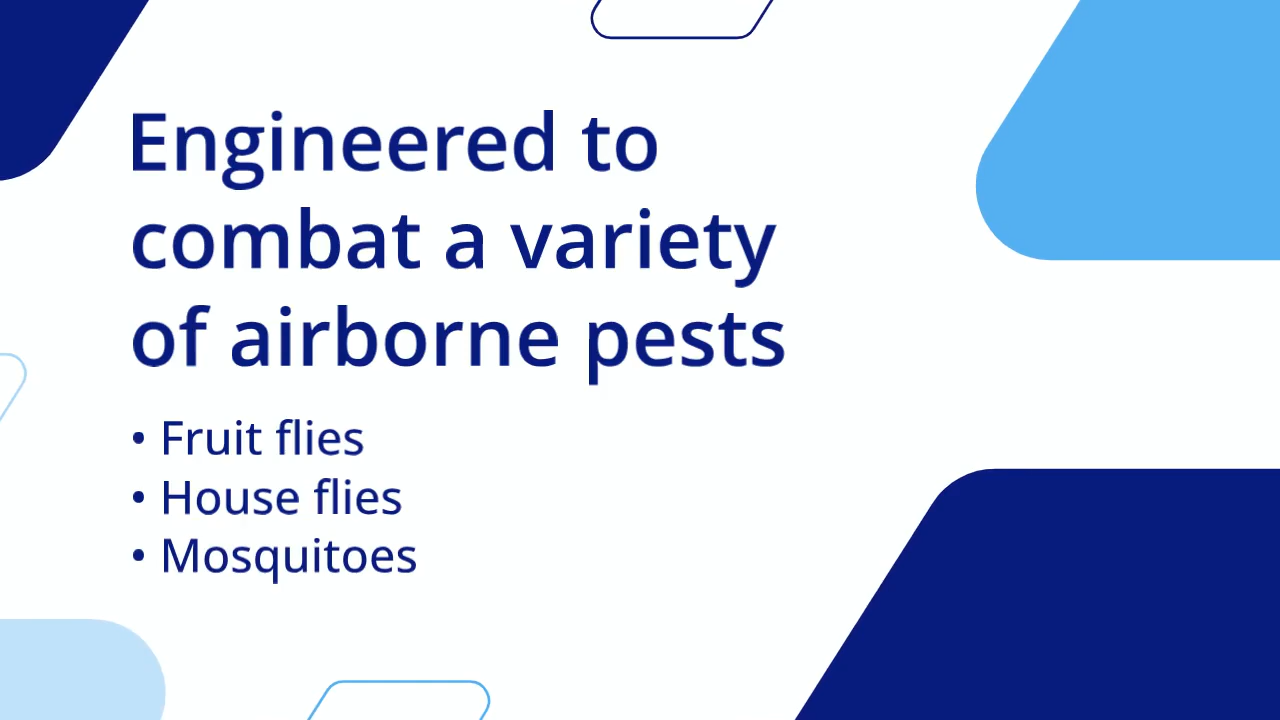 Engineered to
combat a variety
of airborne pests
• Fruit flies
• House flies
• Mosquitoes